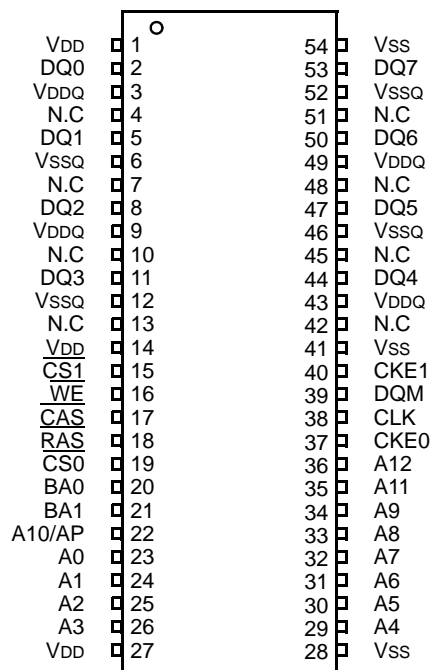 VDD 1 54 VSS
DQ0 2 53 DQ7
VDDQ 3 52 VSSQ
N.C 4 51 N.C
DQ1 5 50 DQ6
VSSQ 6 49 VDDQ
N.C 7 48 N.C
DQ2 8 47 DQ5
VDDQ 9 46 VSSQ
N.C 10 45 N.C
DQ3 11 44 DQ4
VSSQ 12 43 VDDQ
N.C 13 42 N.C
VDD 14 41 VSS
CS1 15 40 CKE1
WE 16 39 DQM
CAS 17 38 CLK
RAS 18 37 CKE0
CS0 19 36 A12
BA0 20 35 A11
BA1 21 34 A9
A10/AP 22 33 A8
A0 23 32 A7
A1 24 31 A6
A2 25 30 A5
A3 26 29 A4
VDD 27 28 VSS